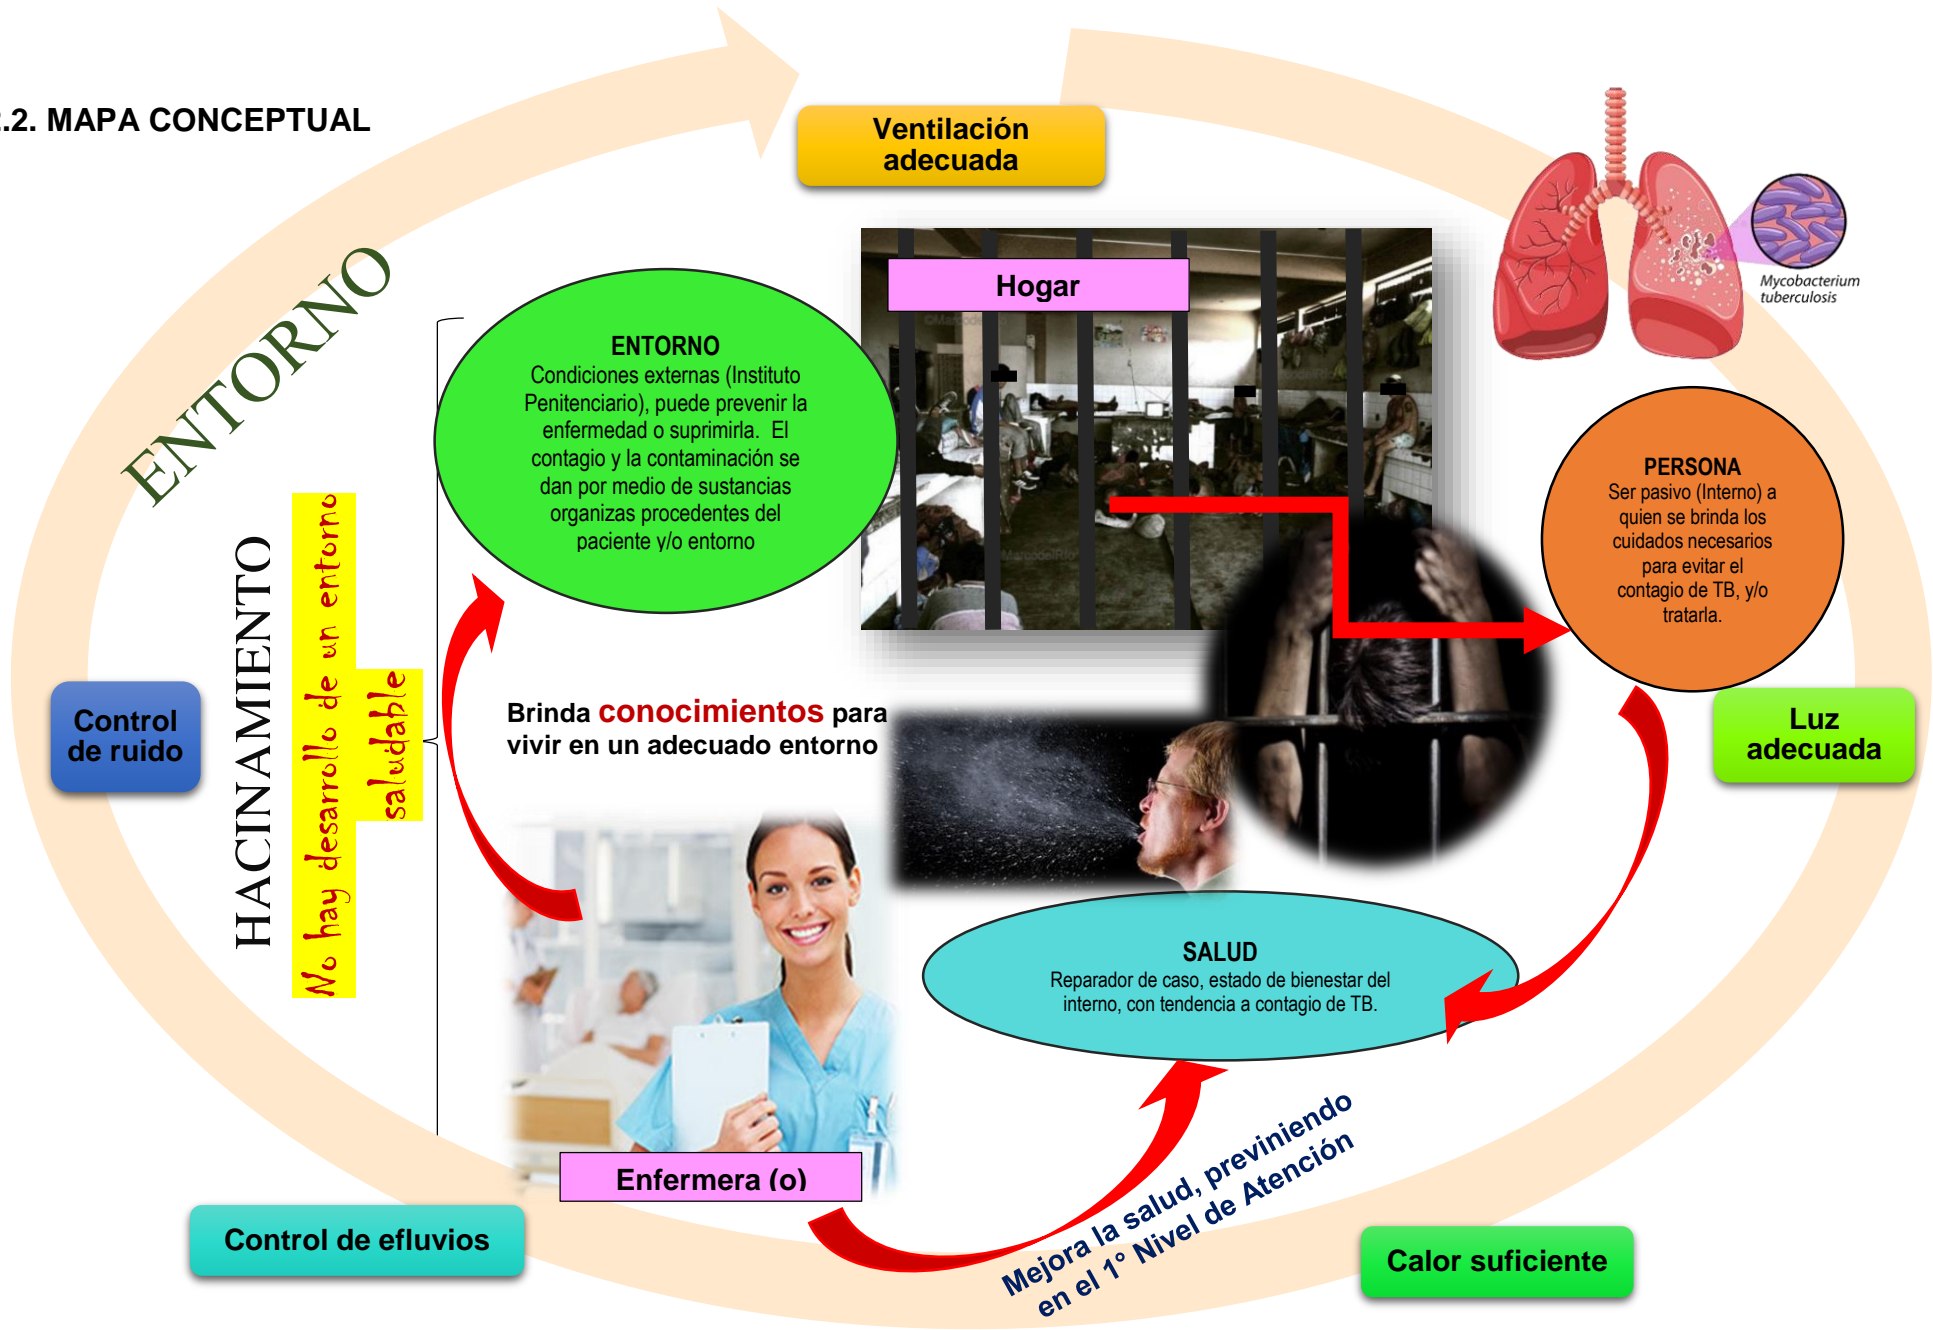 2.2. MAPA CONCEPTUAL
Ventilación
adecuada
Mycobacterium
tuberculosis
ENTORNO
Hogar
ENTORNO
Condiciones externas (Instituto
Penitenciario), puede prevenir la
enfermedad o suprimirla. El
contagio y la contaminación se
dan por medio de sustancias
organizas procedentes del
paciente y/o entorno
MarcodelRío
PERSONA
Ser pasivo (Interno) a
quien se brinda los
cuidados necesarios
para evitar el
contagio de TB, y/o
tratarla.
HACINAMIENTO
No hay desarrollo de un entorno
saludable
Control
de ruido
Brinda conocimientos para
vivir en un adecuado entorno
Luz
adecuada
SALUD
Reparador de caso, estado de bienestar del
interno, con tendencia a contagio de TB.
Enfermera (o)
Mejora la salud, previniendo
en el 1° Nivel de Atención
Control de efluvios
Calor suficiente